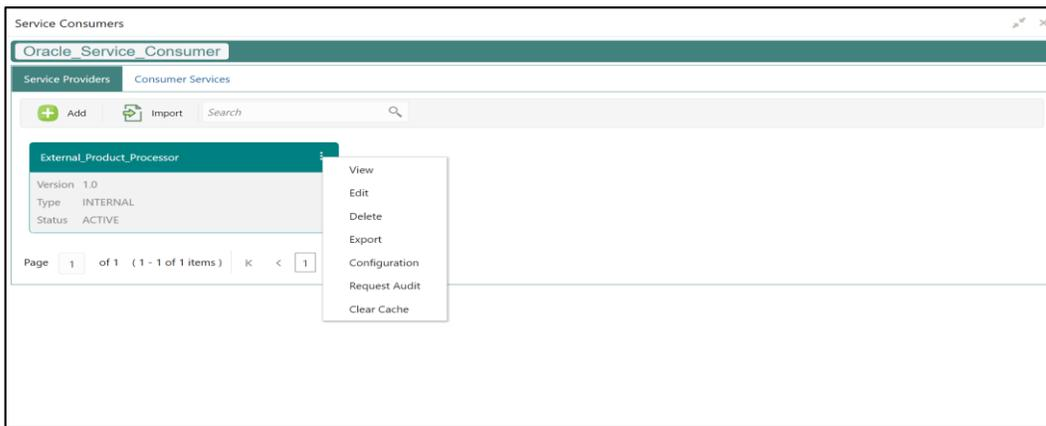 Service Consumers
Oracle_Service_Consumer
Service Providers Consumer Services
Add Import Search
External_Product_Processor
Version 1.0
Type INTERNAL
Status ACTIVE
View
Edit
Delete
Export
Configuration
Request Audit
Clear Cache
Page 1 of 1 ( 1 - 1 of 1 items ) K < 1